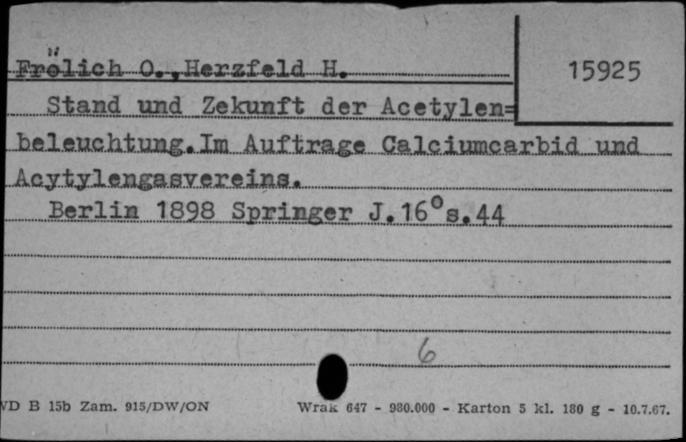 Frölich O.,Herzfeld H.
15925
Stand und Zekunft der Acetylen=
beleuchtung.Im Auftrage Calciumcarbid und
Acytylengasvereins.
Berlin 1898 Springer J.16°s.44
6
VD B 15b Zam. 915/DW/ON
Wrak 647 - 980.000 - Karton 5 kl. 180 g - 10.7.67.